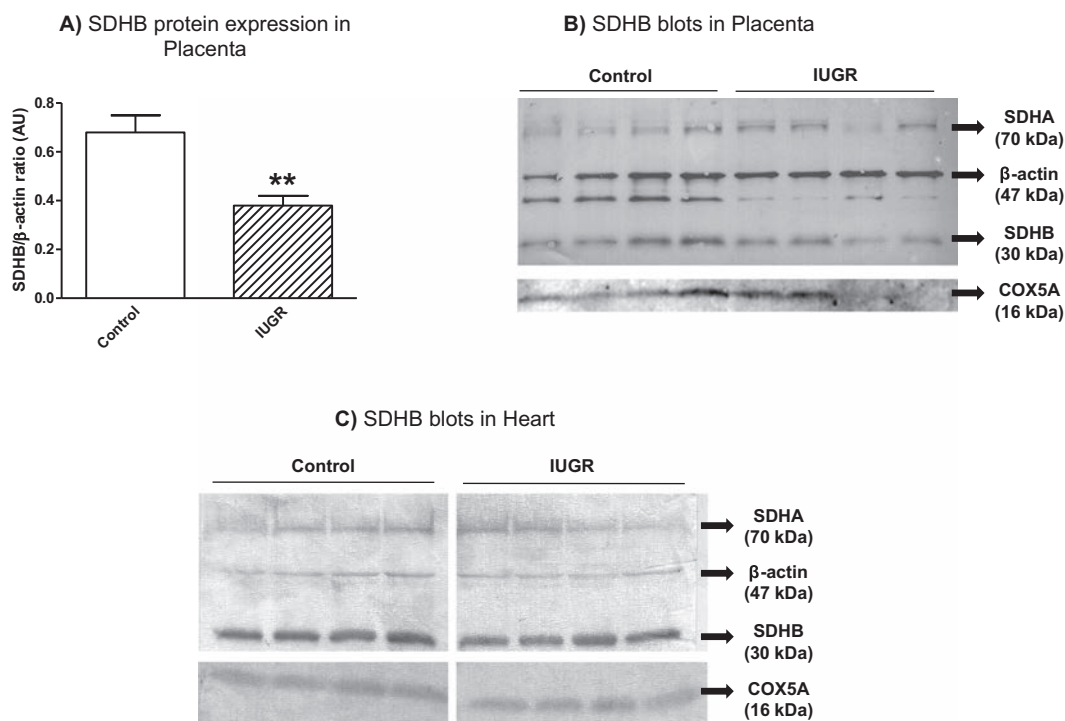 A) SDHB protein expression in
Placenta
SDHB/β-actin ratio (AU)
0.8
0.6
0.4
0.2
0.0
**
Control
IUGR
B) SDHB blots in Placenta
Control
IUGR
SDHA
(70 kDa)
β-actin
(47 kDa)
SDHB
(30 kDa)
COX5A
(16 kDa)
C) SDHB blots in Heart
Control
IUGR
SDHA
(70 kDa)
β-actin
(47 kDa)
SDHB
(30 kDa)
COX5A
(16 kDa)